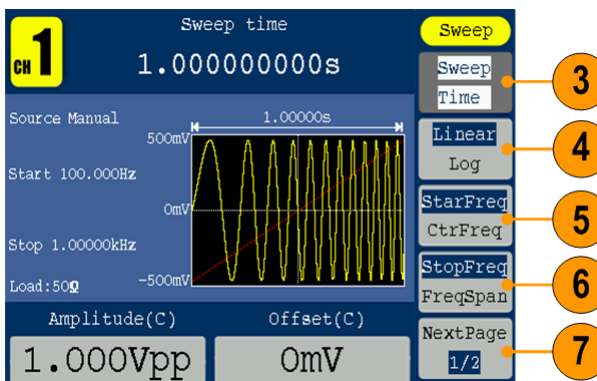 CH 1
Sweep time
1.000000000s
Source Manual
1.00000s
500mV
Start 100.000Hz
0mV
Stop 1.00000kHz
Load:50Ω
-500mV
Amplitude(C)
Offset(C)
1.000Vpp
0mV
Sweep
Sweep
Time
3
Linear
Log
4
StarFreq
CtrFreq
5
StopFreq
FreqSpan
6
NextPage
1/2
7